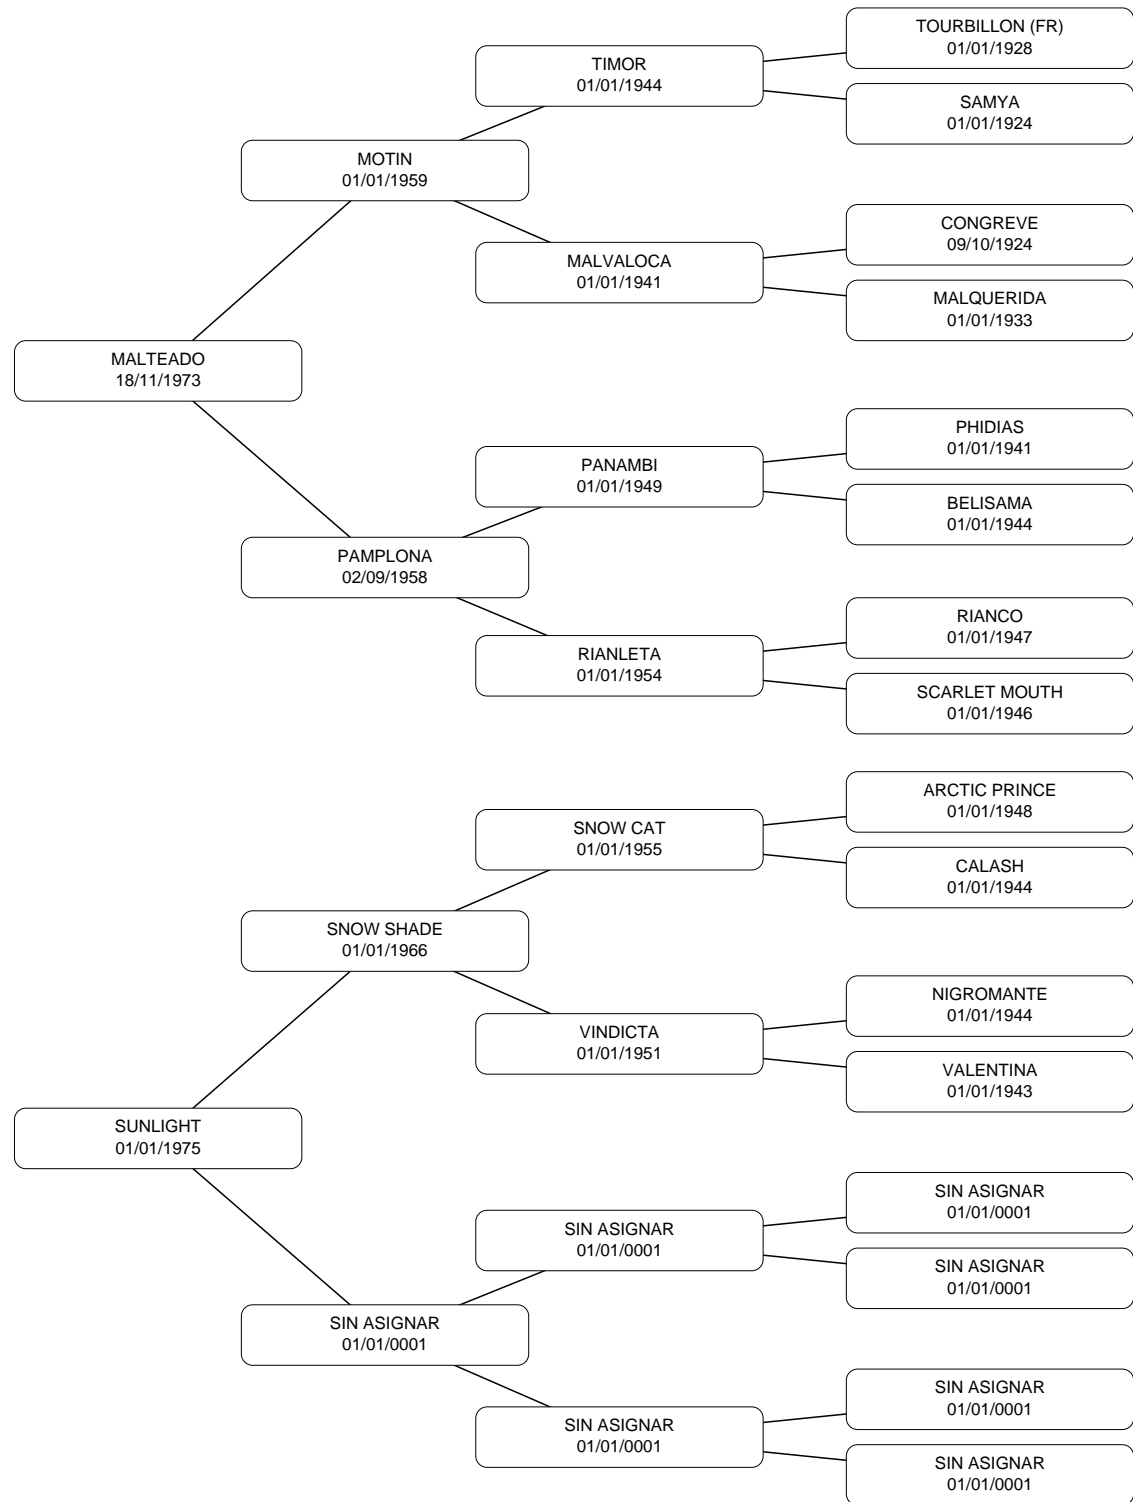 TOURBILLON (FR)
01/01/1928
TIMOR
01/01/1944
SAMYA
01/01/1924
MOTIN
01/01/1959
CONGREVE
09/10/1924
MALVALOCA
01/01/1941
MALQUERIDA
01/01/1933
MALTEADO
18/11/1973
PHIDIAS
01/01/1941
PANAMBI
01/01/1949
BELISAMA
01/01/1944
PAMPLONA
02/09/1958
RIANCO
01/01/1947
RIANLETA
01/01/1954
SCARLET MOUTH
01/01/1946
ARCTIC PRINCE
01/01/1948
SNOW CAT
01/01/1955
CALASH
01/01/1944
SNOW SHADE
01/01/1966
NIGROMANTE
01/01/1944
VINDICTA
01/01/1951
VALENTINA
01/01/1943
SUNLIGHT
01/01/1975
SIN ASIGNAR
01/01/0001
SIN ASIGNAR
01/01/0001
SIN ASIGNAR
01/01/0001
SIN ASIGNAR
01/01/0001
SIN ASIGNAR
01/01/0001
SIN ASIGNAR
01/01/0001
SIN ASIGNAR
01/01/0001